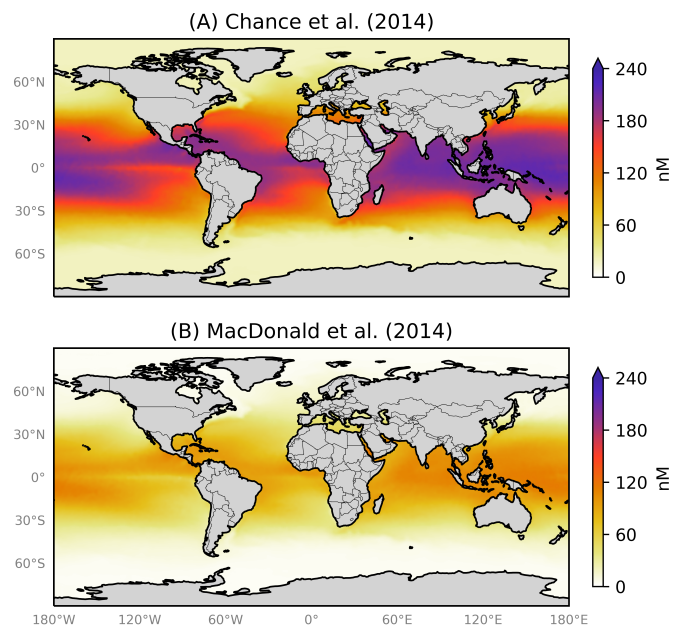 (A) Chance et al. (2014)
60°N
30°N
0°
30°S
60°S
240
180
120
60
0
nM
(B) MacDonald et al. (2014)
60°N
30°N
0°
30°S
60°S
240
180
120
60
0
nM
180°W 120°W 60°W 0° 60°E 120°E 180°E